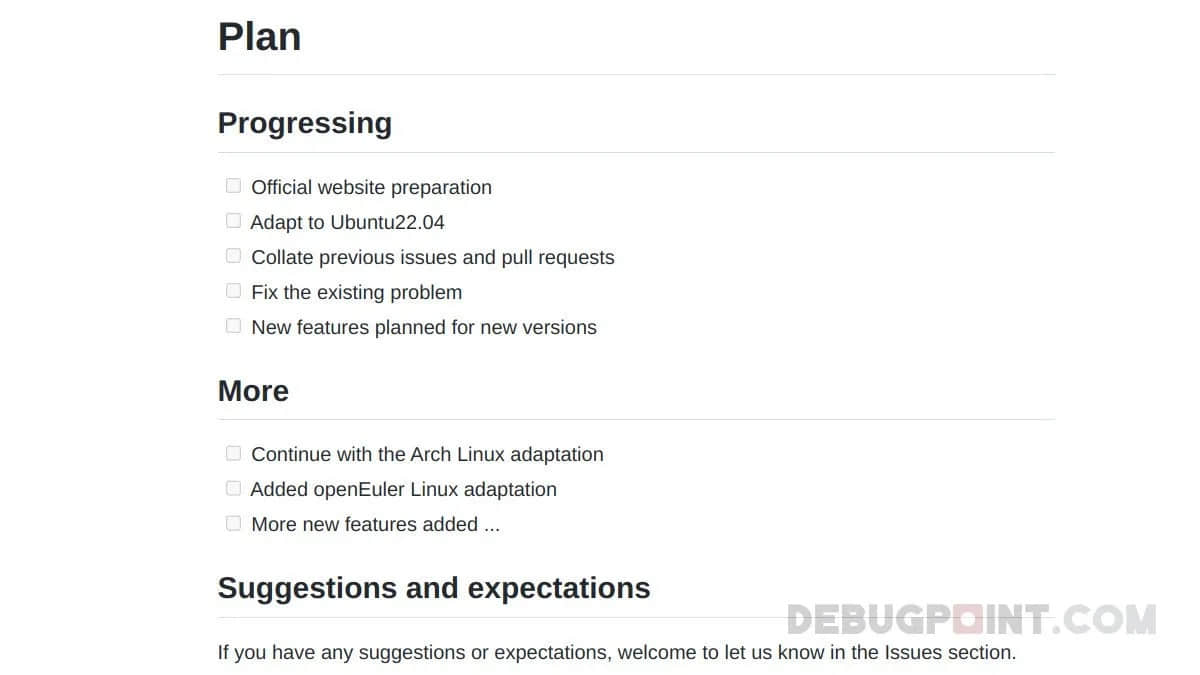 Plan
Progressing
Official website preparation
Adapt to Ubuntu22.04
Collate previous issues and pull requests
Fix the existing problem
New features planned for new versions
More
Continue with the Arch Linux adaptation
Added openEuler Linux adaptation
More new features added ...
Suggestions and expectations
DEBUGPOINT.COM
If you have any suggestions or expectations, welcome to let us know in the Issues section.